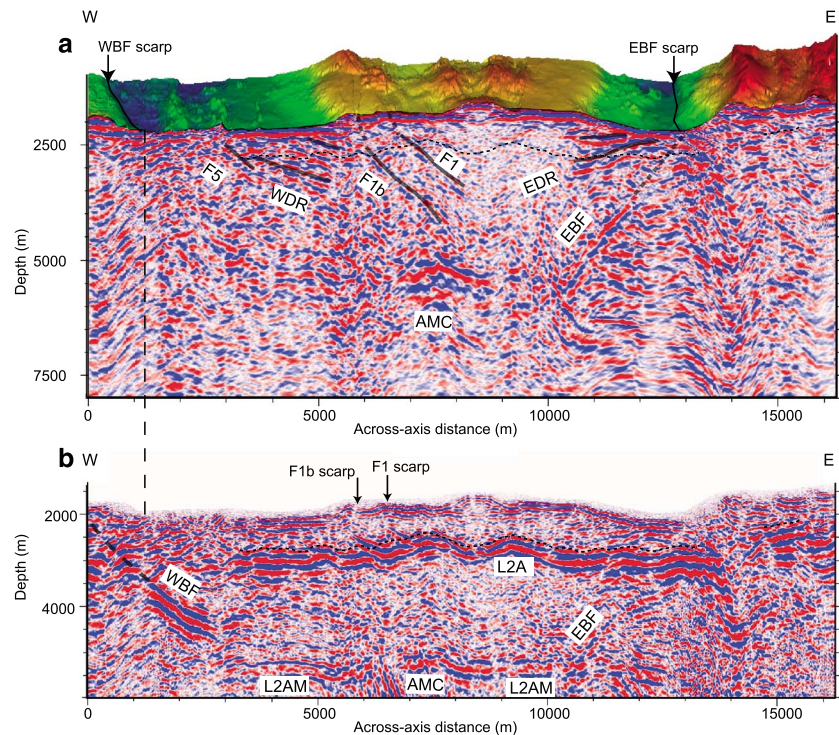 W
E
a
WBF scarp
EBF scarp
2500
5000
7500
Depth (m)
F5
WDR
F1b
F1
EDR
EBF
AMC
0
5000
10000
15000
Across-axis distance (m)
b
W
E
F1b scarp
F1 scarp
2000
4000
Depth (m)
WBF
L2A
EBF
L2AM
AMC
L2AM
0
5000
10000
15000
Across-axis distance (m)